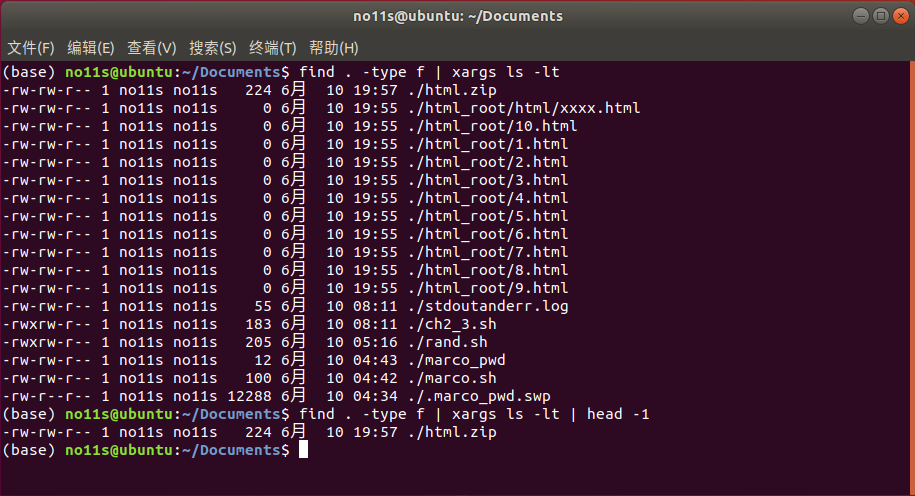 no11s@ubuntu: ~/Documents
文件(F) 编辑(E) 查看(V) 搜索(S) 终端(T) 帮助(H)
(base) no11s@ubuntu:~/Documents$ find . -type f | xargs ls -lt
-rw-rw-r-- 1 no11s no11s   224 6月  10 19:57 ./html.zip
-rw-rw-r-- 1 no11s no11s     0 6月  10 19:55 ./html_root/html/xxxx.html
-rw-rw-r-- 1 no11s no11s     0 6月  10 19:55 ./html_root/10.html
-rw-rw-r-- 1 no11s no11s     0 6月  10 19:55 ./html_root/1.html
-rw-rw-r-- 1 no11s no11s     0 6月  10 19:55 ./html_root/2.html
-rw-rw-r-- 1 no11s no11s     0 6月  10 19:55 ./html_root/3.html
-rw-rw-r-- 1 no11s no11s     0 6月  10 19:55 ./html_root/4.html
-rw-rw-r-- 1 no11s no11s     0 6月  10 19:55 ./html_root/5.html
-rw-rw-r-- 1 no11s no11s     0 6月  10 19:55 ./html_root/6.html
-rw-rw-r-- 1 no11s no11s     0 6月  10 19:55 ./html_root/7.html
-rw-rw-r-- 1 no11s no11s     0 6月  10 19:55 ./html_root/8.html
-rw-rw-r-- 1 no11s no11s     0 6月  10 19:55 ./html_root/9.html
-rw-rw-r-- 1 no11s no11s    55 6月  10 08:11 ./stdoutanderr.log
-rwxrw-r-- 1 no11s no11s   183 6月  10 08:11 ./ch2_3.sh
-rwxrw-r-- 1 no11s no11s   205 6月  10 05:16 ./rand.sh
-rw-rw-r-- 1 no11s no11s    12 6月  10 04:43 ./marco_pwd
-rw-rw-r-- 1 no11s no11s   100 6月  10 04:42 ./marco.sh
-rw-r--r-- 1 no11s no11s 12288 6月  10 04:34 ./.marco_pwd.swp
(base) no11s@ubuntu:~/Documents$ find . -type f | xargs ls -lt | head -1
-rw-rw-r-- 1 no11s no11s   224 6月  10 19:57 ./html.zip
(base) no11s@ubuntu:~/Documents$